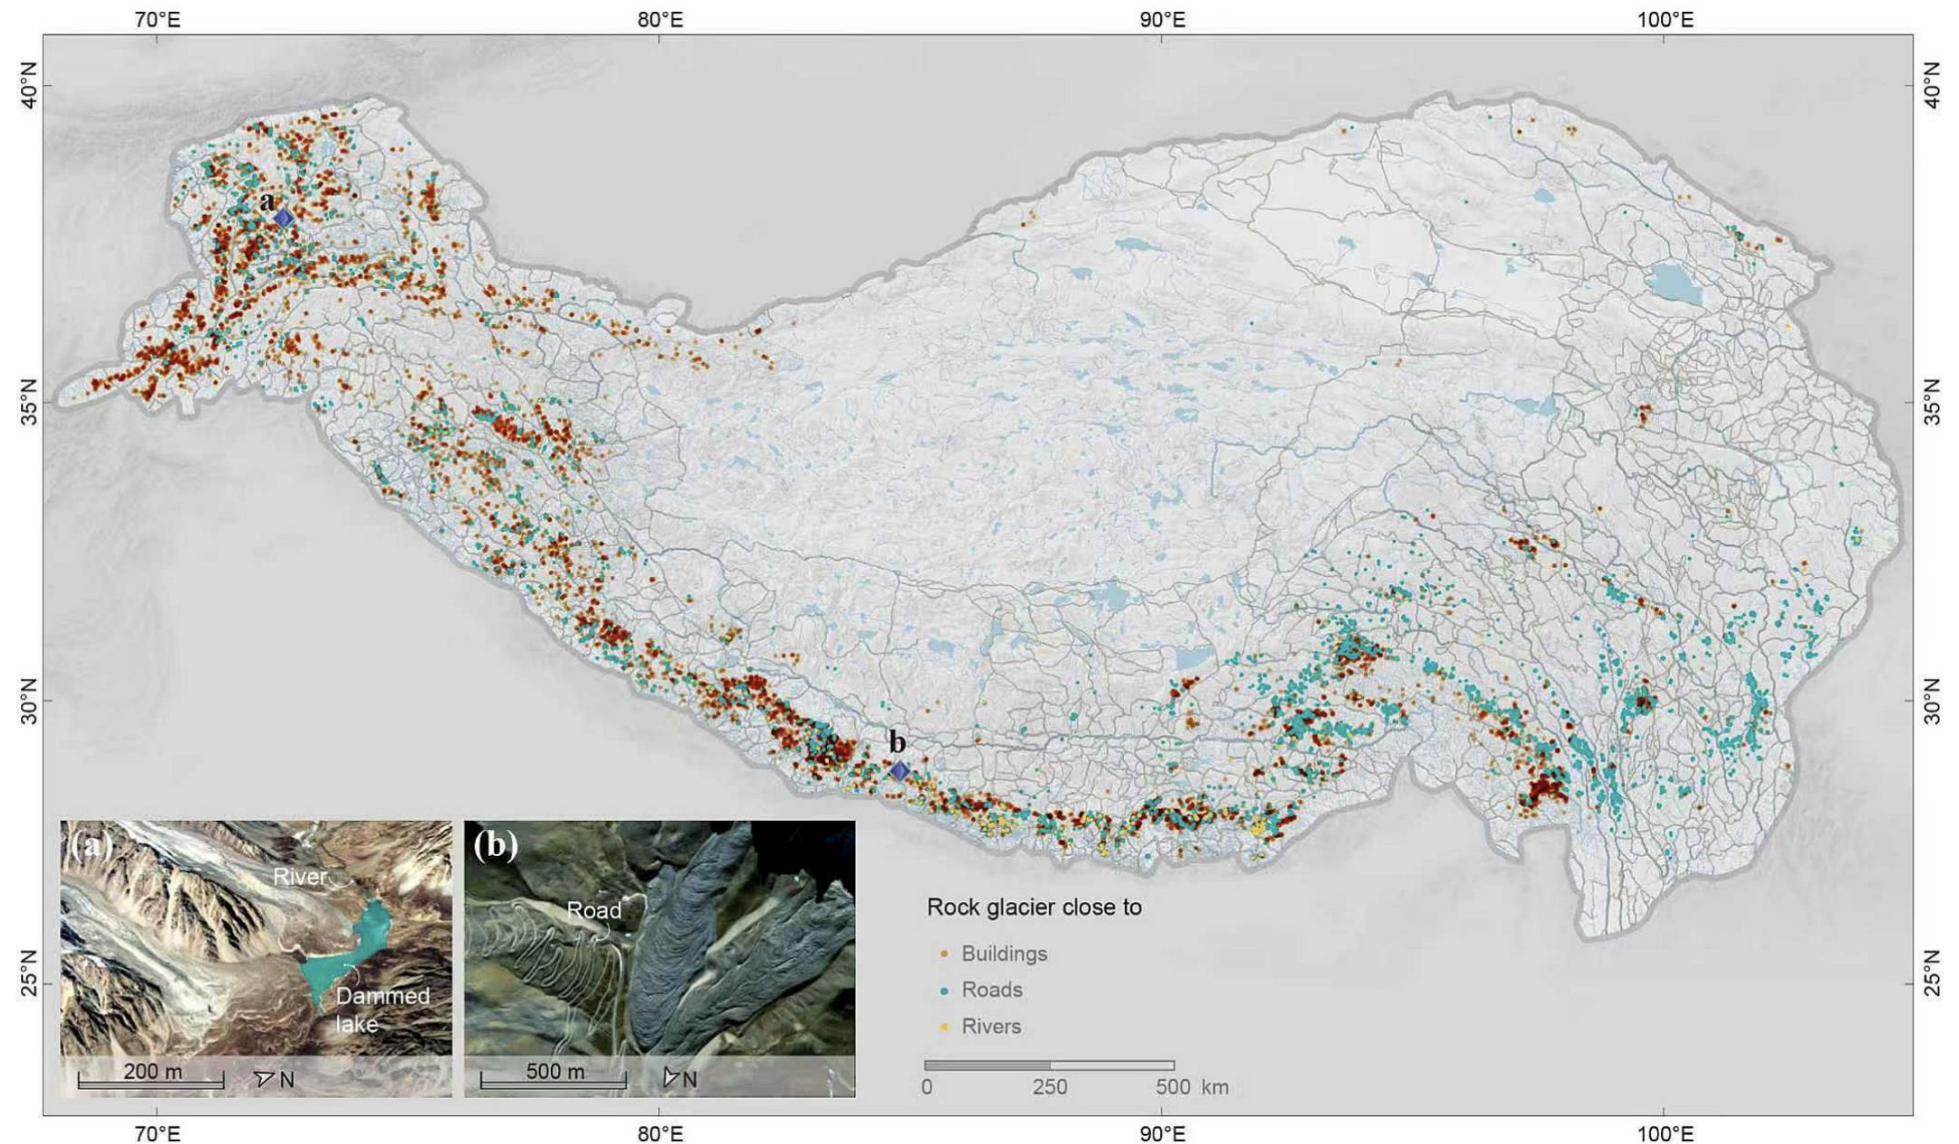 70°E 80°E 90°E 100°E
40°N 40°N
a
35°N 35°N
30°N 30°N
b
(a) (b)
River
Road
Dammed
lake
200 m N
500 m N
Rock glacier close to
Buildings
Roads
Rivers
0 250 500 km
25°N 25°N
70°E 80°E 90°E 100°E